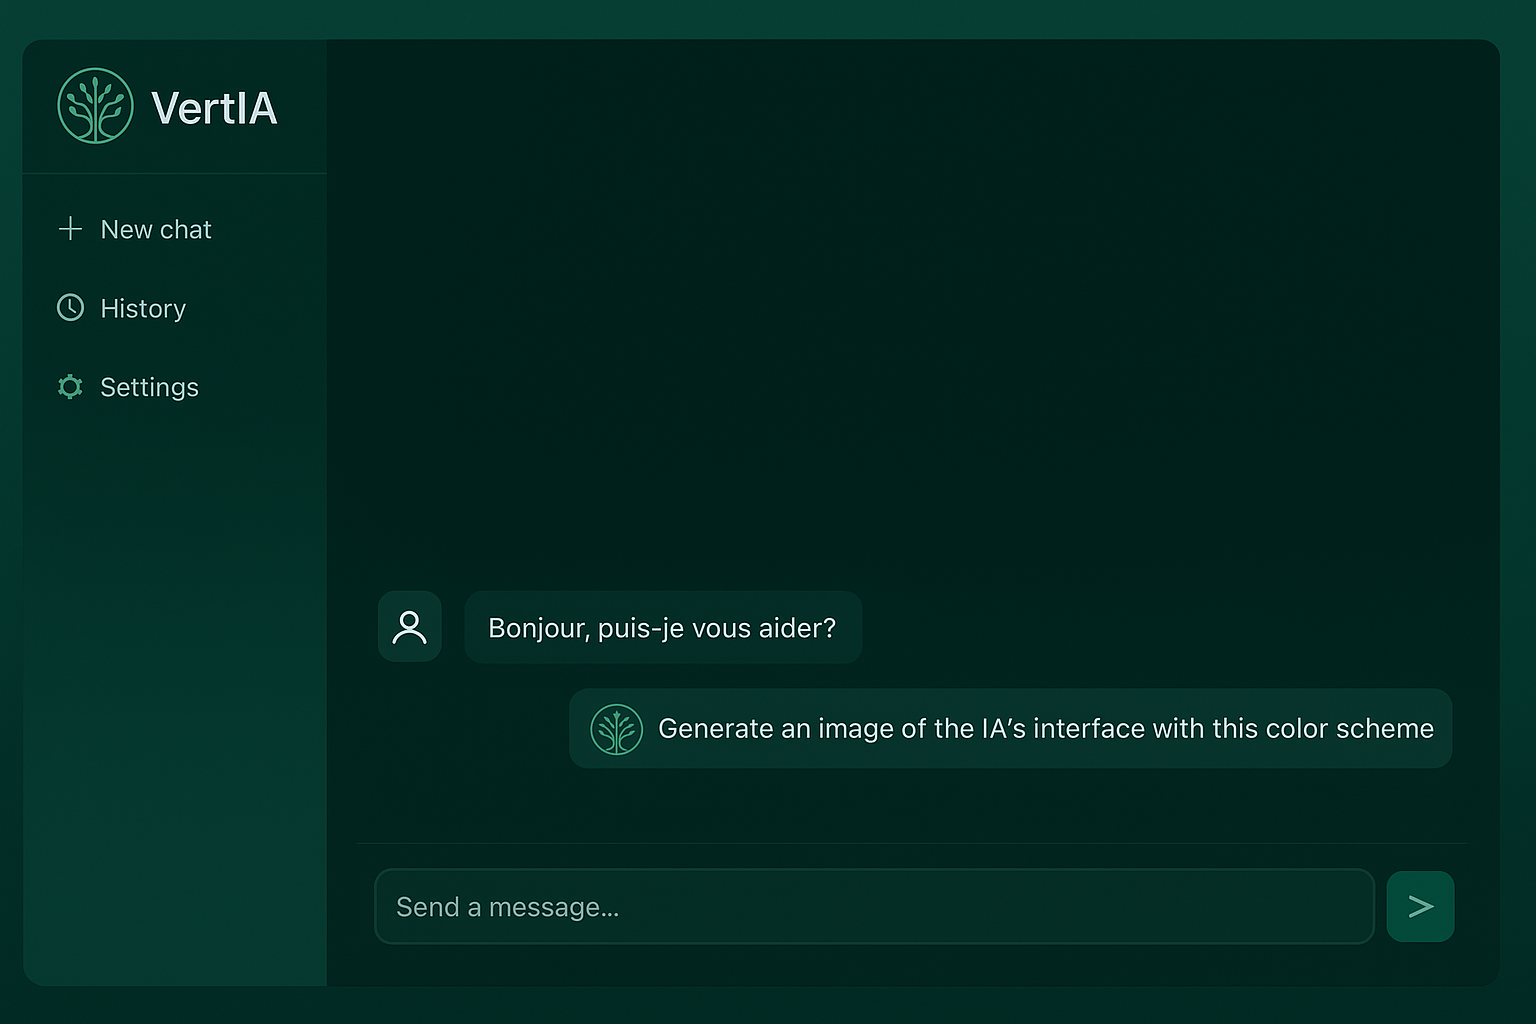 VertIA
New chat
History
Settings
Bonjour, puis-je vous aider?
Generate an image of the IA’s interface with this color scheme
Send a message...